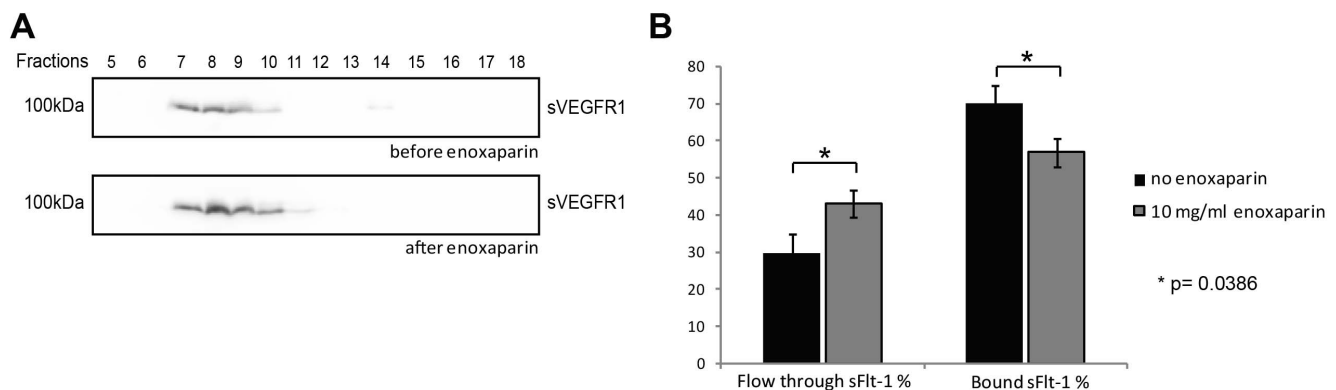 A
Fractions 5 6 7 8 9 10 11 12 13 14 15 16 17 18
100kDa sVEGFR1
before enoxaparin
100kDa sVEGFR1
after enoxaparin
B
80
70
60
50
40
30
20
10
0
*
*
Flow through sFlt-1 %
Bound sFlt-1 %
no enoxaparin
10 mg/ml enoxaparin
* p= 0.0386